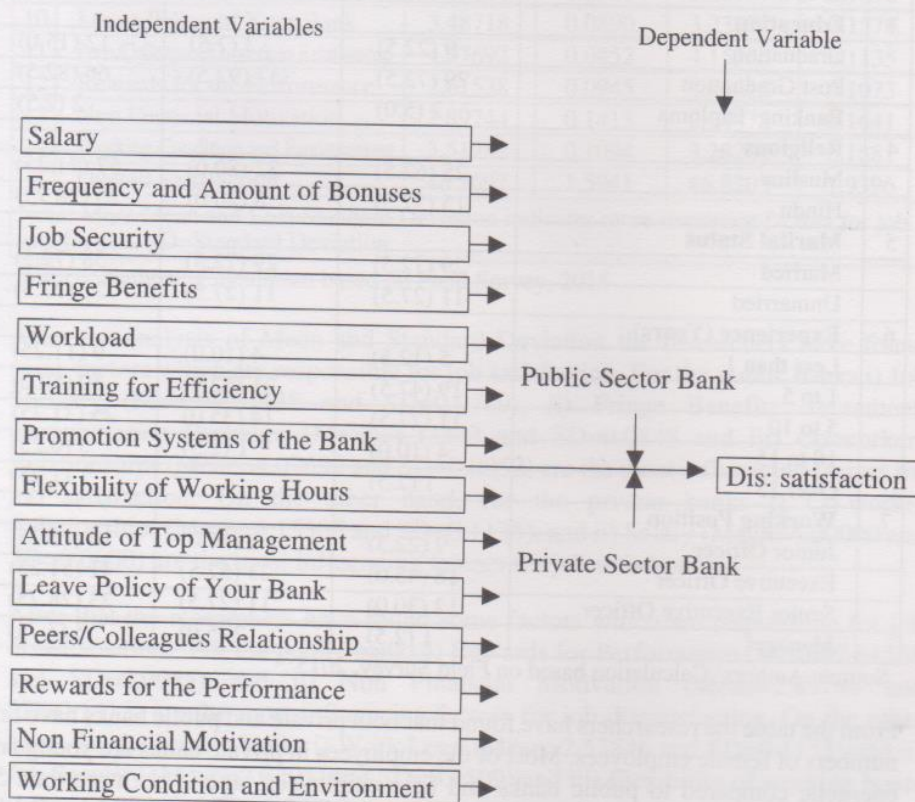 Independent Variables
Dependent Variable
Salary
Frequency and Amount of Bonuses
Job Security
Fringe Benefits
Workload
Training for Efficiency
Promotion Systems of the Bank
Flexibility of Working Hours
Attitude of Top Management
Leave Policy of Your Bank
Peers/Colleagues Relationship
Rewards for the Performance
Non Financial Motivation
Working Condition and Environment
Public Sector Bank
Dis: satisfaction
Private Sector Bank